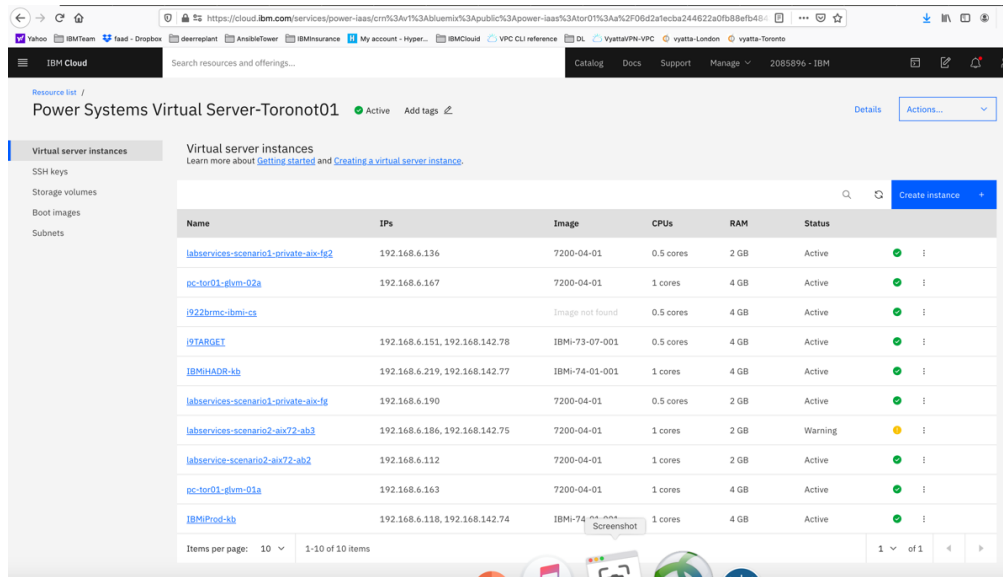 https://cloud.ibm.com/services/power-iaas/crn%3Av1%3Abluemix%3Apublic%3Apower-iaas%3Ator01%3Aa%2F06d2a1ecba244622a0fb88efb484
Yahoo IBMTeam faad - Dropbox deerreplant AnsibleTower IBMInsurance My account - Hyper... IBMClouid VPC CLI reference DL VyattaVPN-VPC vyatta-London vyatta-Toronto
IBM Cloud Search resources and offerings... Catalog Docs Support Manage 2085896 - IBM
Resource list /
Power Systems Virtual Server-Toronot01 Active Add tags Details Actions...
Virtual server instances
SSH keys
Storage volumes
Boot images
Subnets
Virtual server instances
Learn more about Getting started and Creating a virtual server instance.
Create instance +
Name IPs Image CPUs RAM Status
labservices-scenario1-private-aix-fg2 192.168.6.136 7200-04-01 0.5 cores 2 GB Active
pc-tor01-glvm-02a 192.168.6.167 7200-04-01 1 cores 4 GB Active
i922brmc-ibmi-cs Image not found 0.5 cores 4 GB Active
i9TARGET 192.168.6.151, 192.168.142.78 IBMi-73-07-001 0.5 cores 4 GB Active
IBMiHADR-kb 192.168.6.219, 192.168.142.77 IBMi-74-01-001 1 cores 4 GB Active
labservices-scenario1-private-aix-fg 192.168.6.190 7200-04-01 0.5 cores 2 GB Active
labservices-scenario2-aix72-ab3 192.168.6.186, 192.168.142.75 7200-04-01 1 cores 2 GB Warning
labservice-scenario2-aix72-ab2 192.168.6.112 7200-04-01 1 cores 2 GB Active
pc-tor01-glvm-01a 192.168.6.163 7200-04-01 1 cores 4 GB Active
IBMiProd-kb 192.168.6.118, 192.168.142.74 IBMi-74-01-001 1 cores 4 GB Active
Screenshot
Items per page: 10 1-10 of 10 items 1 of 1